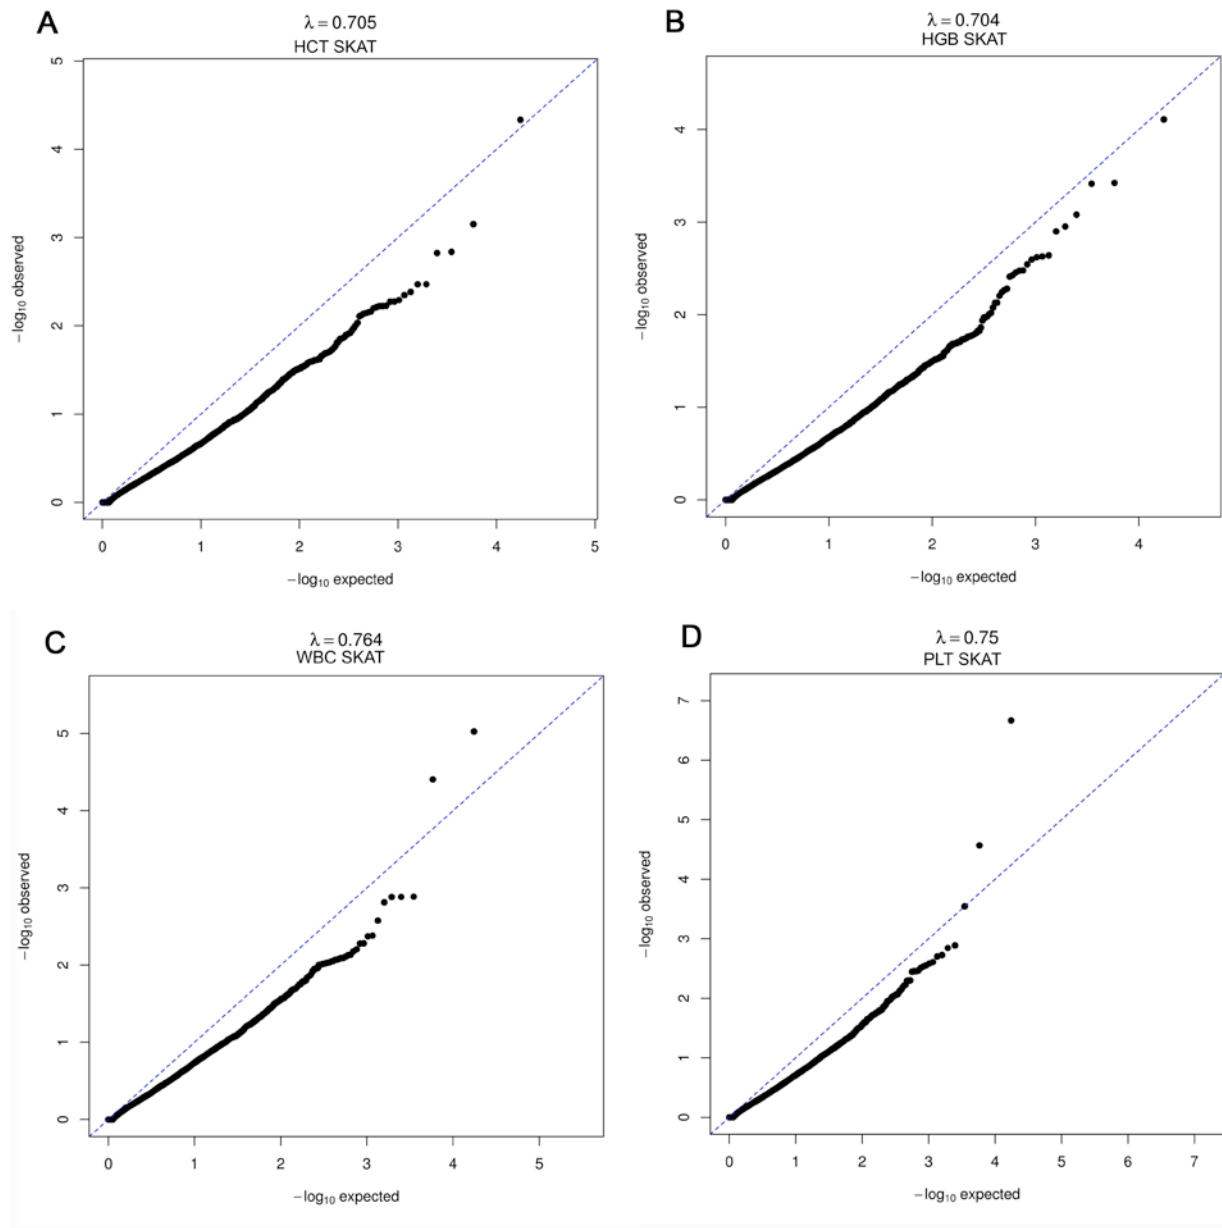 A
λ = 0.705
HCT SKAT
5
4
3
2
1
0
−log10 observed
0 1 2 3 4 5
−log10 expected
B
λ = 0.704
HGB SKAT
4
3
2
1
0
−log10 observed
0 1 2 3 4
−log10 expected
C
λ = 0.764
WBC SKAT
5
4
3
2
1
0
−log10 observed
0 1 2 3 4 5
−log10 expected
D
λ = 0.75
PLT SKAT
7
6
5
4
3
2
1
0
−log10 observed
0 1 2 3 4 5 6 7
−log10 expected